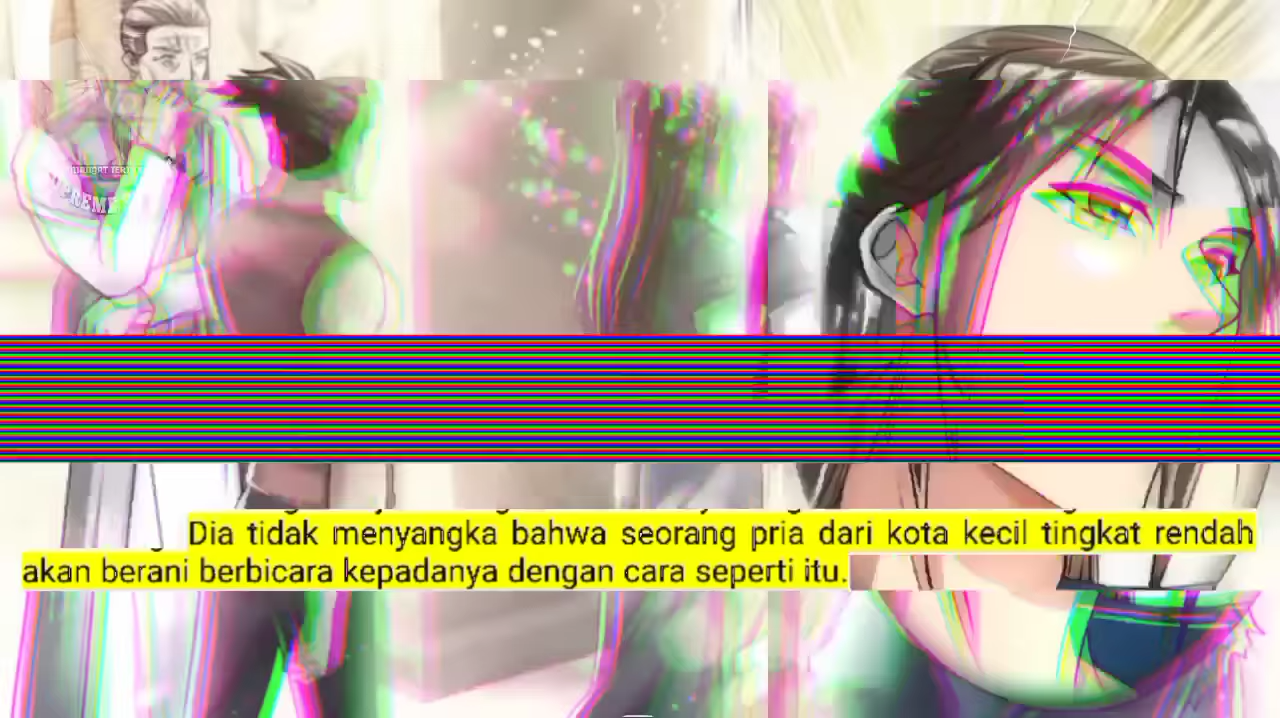 PREME
Dia tidak menyangka bahwa seorang pria dari kota kecil tingkat rendah
akan berani berbicara kepadanya dengan cara seperti itu.